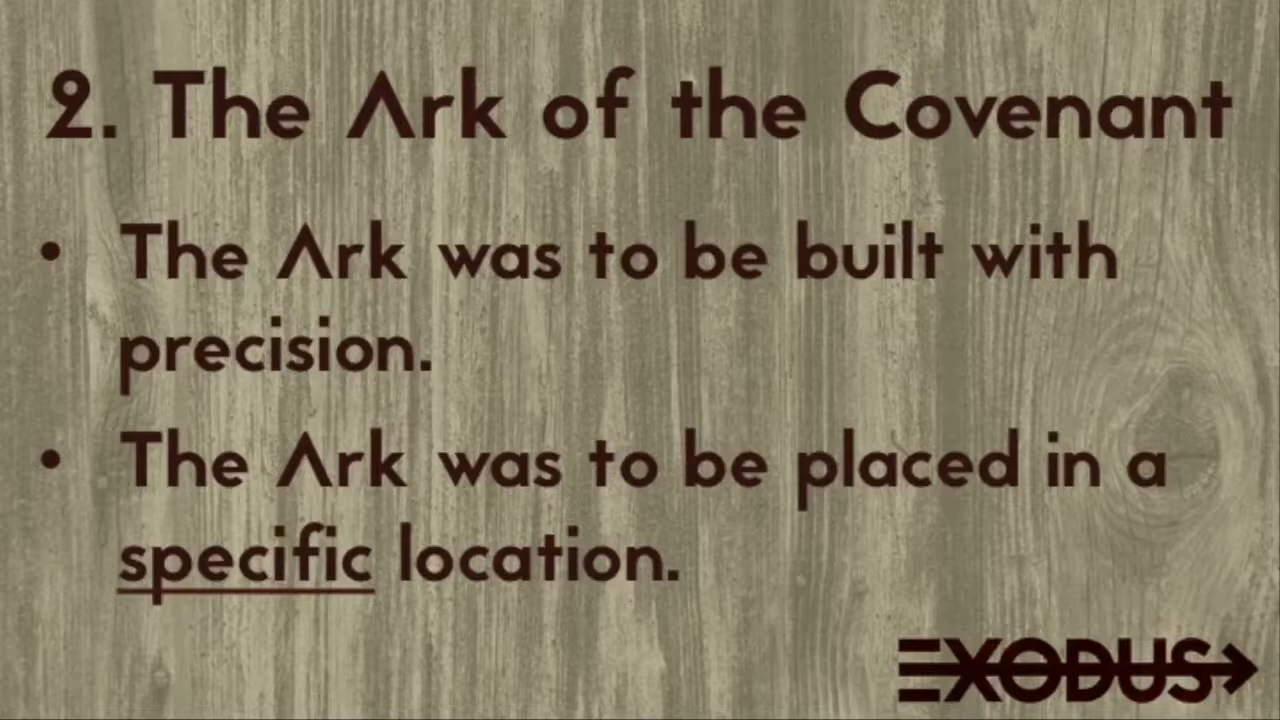 2. The Ark of the Covenant
• The Ark was to be built with
precision.
• The Ark was to be placed in a
specific location.
EXODUS